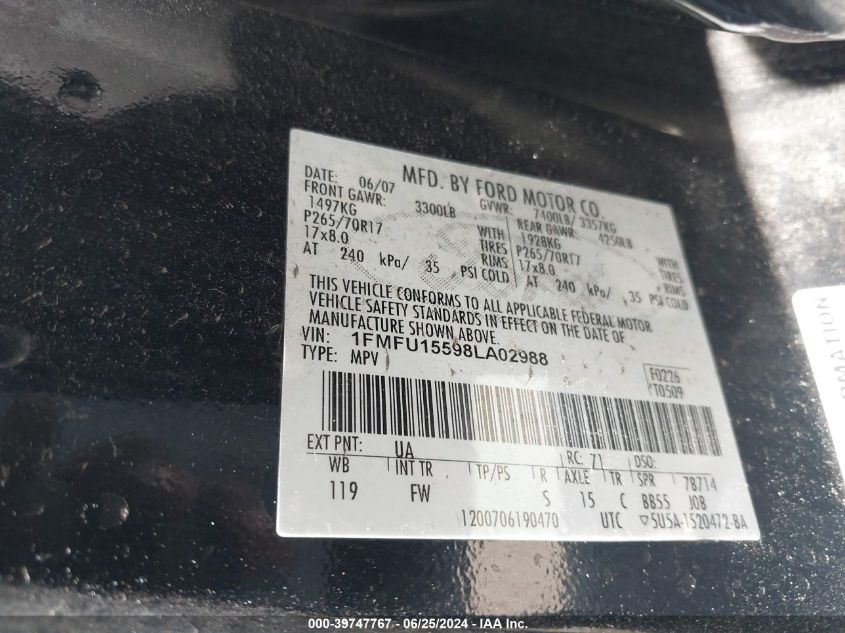 MFD. BY FORD MOTOR CO.
DATE: 06/07 GVWR: 7400LB/ 3357KG
FRONT GAWR: 3300LB REAR GAWR: 4250LB
1497KG WITH 1928KG WITH
P265/70R17 TIRES P265/70R17 TIRES
17x8.0 RIMS 17x8.0 RIMS
AT 240 kPa/ 35 PSI COLD AT 240 kPa/ 35 PSI COLD
THIS VEHICLE CONFORMS TO ALL APPLICABLE FEDERAL MOTOR
VEHICLE SAFETY STANDARDS IN EFFECT ON THE DATE OF
MANUFACTURE SHOWN ABOVE.
VIN: 1FMFU15598LA02988
TYPE: MPV
F0226
T0509
EXT PNT: UA RC: 71 DSO:
WB INT TR TP/PS R AXLE TR SPR 78714
119 FW S 15 C BB55 JOB
1200706190470 UTC ▽5U5A-1520472-BA
RMATION
000-39747767 - 06/25/2024 - IAA Inc.